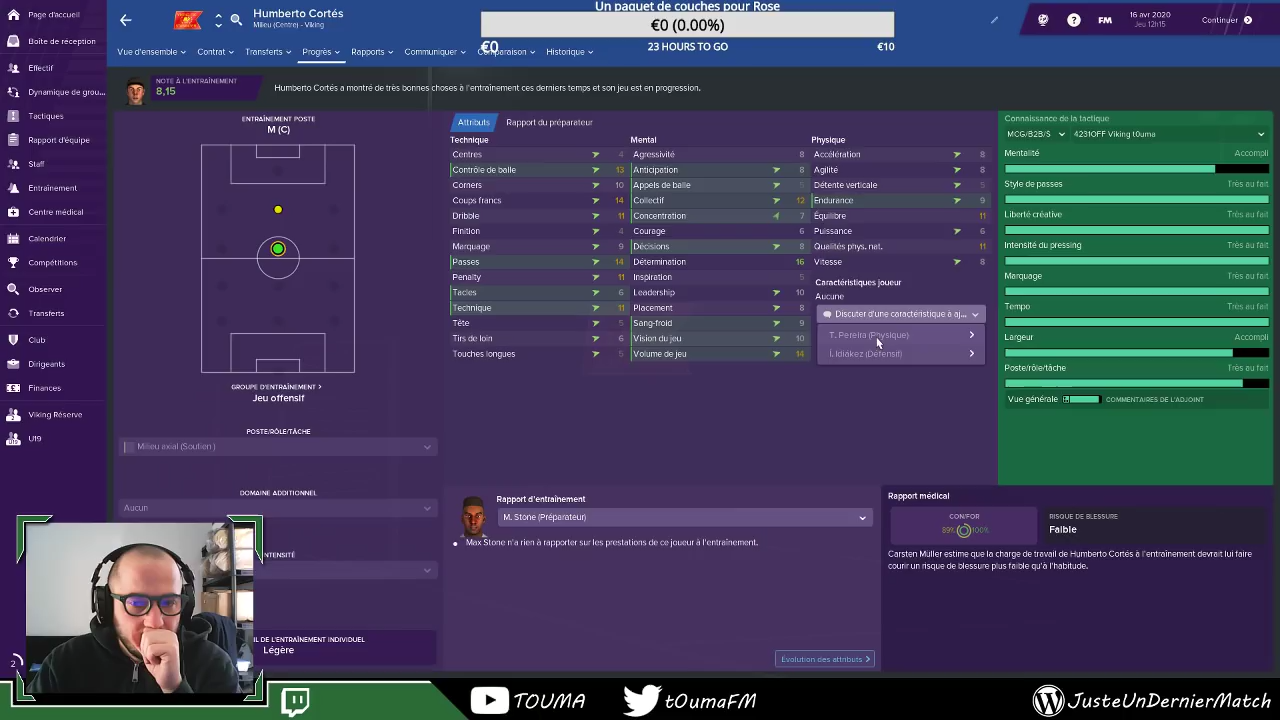 Page d'accueil
Boîte de réception
Effectif
Dynamique de grou...
Tactiques
Rapport d'équipe
Staff
Entraînement
Centre médical
Calendrier
Compétitions
Observer
Transferts
Club
Dirigeants
Finances
Viking Réserve
U19
Humberto Cortés
Milieu (Centre) - Viking
Un paquet de couches pour Rose
€0 (0.00%)
€0
23 HOURS TO GO
€10
FM
16 avr 2020
Jeu 12h15
Continuer
Vue d'ensemble
Contrat
Transferts
Progrès
Rapports
Communiquer
Comparaison
Historique
NOTE À L'ENTRAÎNEMENT
8,15
Humberto Cortés a montré de très bonnes choses à l'entraînement ces derniers temps et son jeu est en progression.
ENTRAÎNEMENT POSTE
M (C)
GROUPE D'ENTRAÎNEMENT >
Jeu offensif
POSTE/RÔLE/TÂCHE
Milieu axial (Soutien )
DOMAINE ADDITIONNEL
Aucun
INTENSITÉ
IL DE L'ENTRAÎNEMENT INDIVIDUEL
Légère
Attributs
Rapport du préparateur
Technique
Centres 4
Contrôle de balle 13
Corners 10
Coups francs 14
Dribble 11
Finition 4
Marquage 9
Passes 14
Penalty 11
Tacles 6
Technique 11
Tête 5
Tirs de loin 6
Touches longues 5
Mental
Agressivité 8
Anticipation 8
Appels de balle 5
Collectif 12
Concentration 7
Courage 6
Décisions 8
Détermination 16
Inspiration 5
Leadership 10
Placement 8
Sang-froid 9
Vision du jeu 10
Volume de jeu 14
Physique
Accélération 8
Agilité 8
Détente verticale 5
Endurance 9
Équilibre 11
Puissance 6
Qualités phys. nat. 11
Vitesse 8
Caractéristiques joueur
Aucune
Discuter d'une caractéristique à aj...
T. Pereira (Physique)
I. Idiákez (Défensif)
Connaissance de la tactique
MCG/B2B/S
4231OFF Viking t0uma
Mentalité Accompli
Style de passes Très au fait
Liberté créative Très au fait
Intensité du pressing Très au fait
Marquage Très au fait
Tempo Très au fait
Largeur Accompli
Poste/rôle/tâche Très au fait
Vue générale
COMMENTAIRES DE L'ADJOINT
Rapport d'entraînement
M. Stone (Préparateur)
Max Stone n'a rien à rapporter sur les prestations de ce joueur à l'entraînement.
Évolution des attributs >
Rapport médical
CON/FOR
89% 100%
RISQUE DE BLESSURE
Faible
Carsten Müller estime que la charge de travail de Humberto Cortés à l'entraînement devrait lui faire
courir un risque de blessure plus faible qu'à l'habitude.
2
TOUMA
tOumaFM
JusteUnDernierMatch